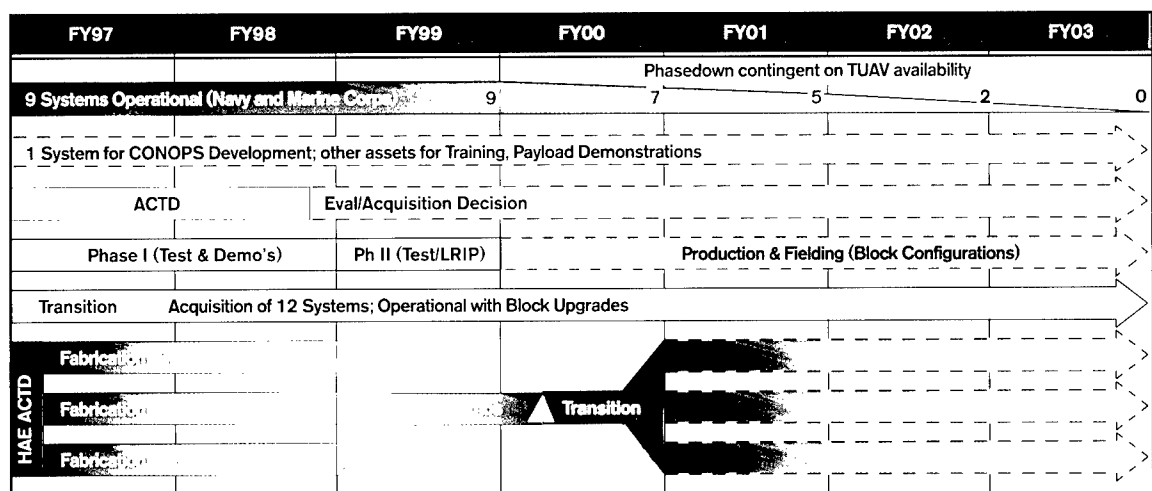 FY97 FY98 FY99 FY00 FY01 FY02 FY03
Phasedown contingent on TUAV availability
9 Systems Operational (Navy and Marine Corps) 9 7 5 2 0
1 System for CONOPS Development; other assets for Training, Payload Demonstrations
ACTD Eval/Acquisition Decision
Phase I (Test & Demo's) Ph II (Test/LRIP) Production & Fielding (Block Configurations)
Transition Acquisition of 12 Systems; Operational with Block Upgrades
HAE ACTD
Fabrication
Fabrication Transition
Fabrication